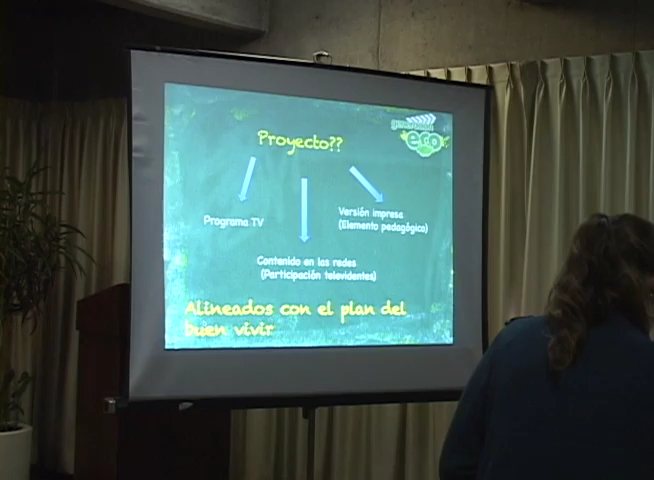 generación
eco
Proyecto??
Programa TV
Versión impresa
(Elemento pedagógico)
Contenido en las redes
(Participación televidentes)
Alineados con el plan del
buen vivir